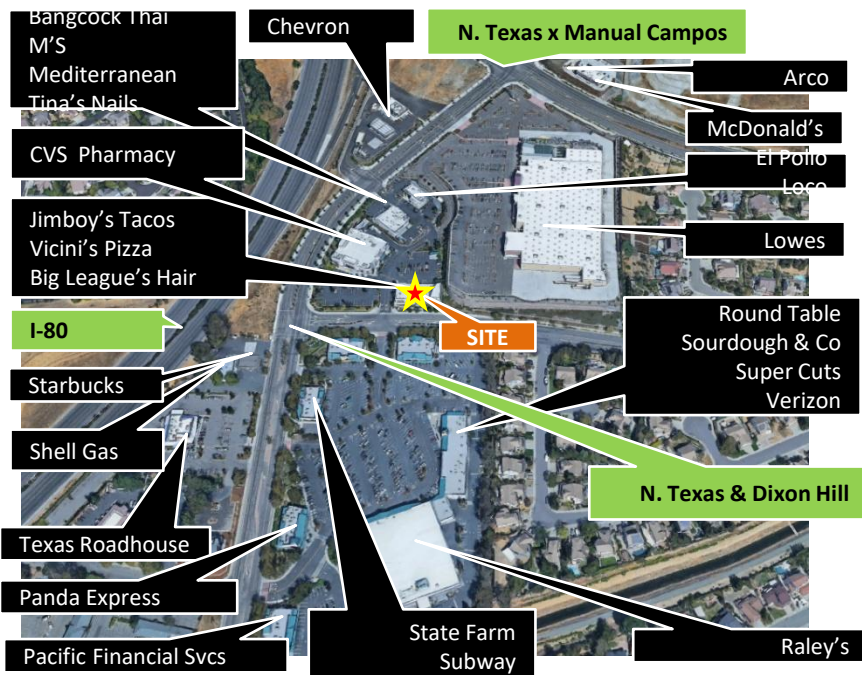 Bangcock Thai
M'S
Mediterranean
Tina's Nails
Chevron
N. Texas x Manual Campos
Arco
McDonald's
CVS Pharmacy
El Pollo
Loco
Jimboy's Tacos
Vicini's Pizza
Big League's Hair
Lowes
I-80
SITE
Round Table
Sourdough & Co
Super Cuts
Verizon
Starbucks
Shell Gas
N. Texas & Dixon Hill
Texas Roadhouse
Panda Express
Pacific Financial Svcs
State Farm
Subway
Raley's